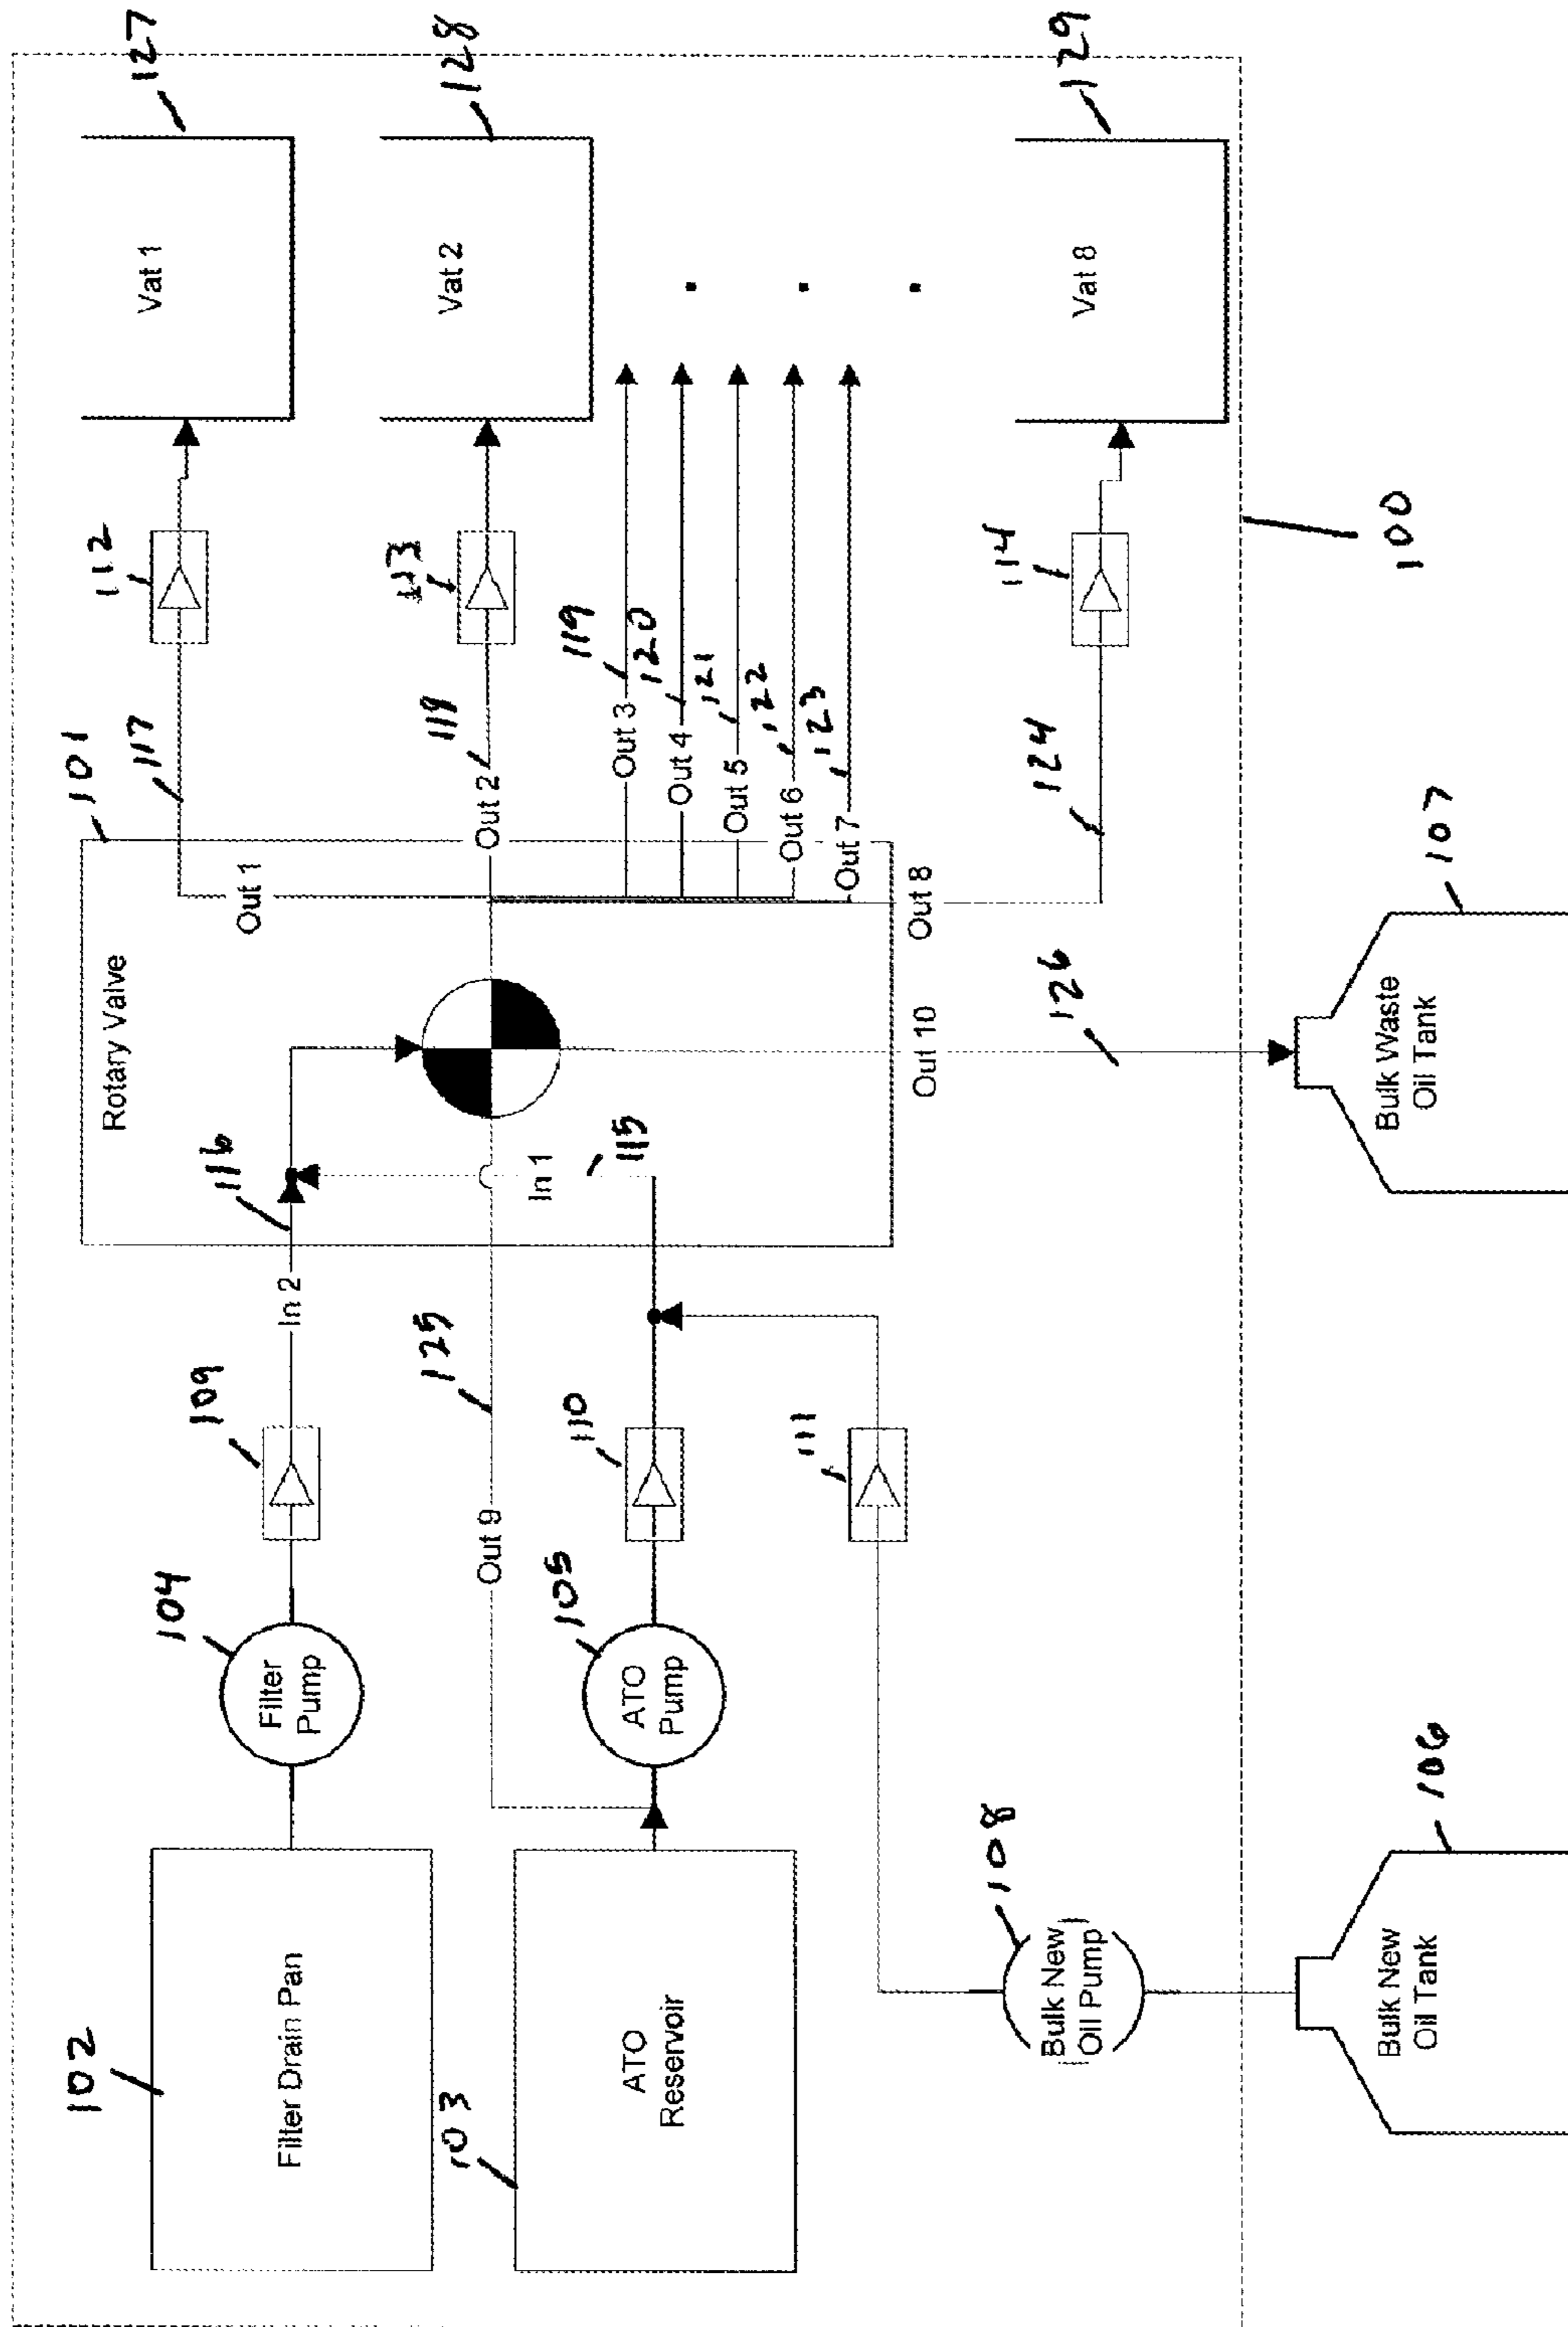 127
128
129
Vat 1
Vat 2
Vat 8
112
113
114
100
119
120
121
122
123
117
118
124
101
Out 1
Out 2
Out 3
Out 4
Out 5
Out 6
Out 7
Out 8
Rotary Valve
Out 10
126
107
Bulk Waste
Oil Tank
116
In 1
115
In 2
109
125
110
111
Out 9
104
Filter
Pump
105
ATO
Pump
108
Bulk New
Oil Pump
106
Bulk New
Oil Tank
102
Filter Drain Pan
103
ATO
Reservoir